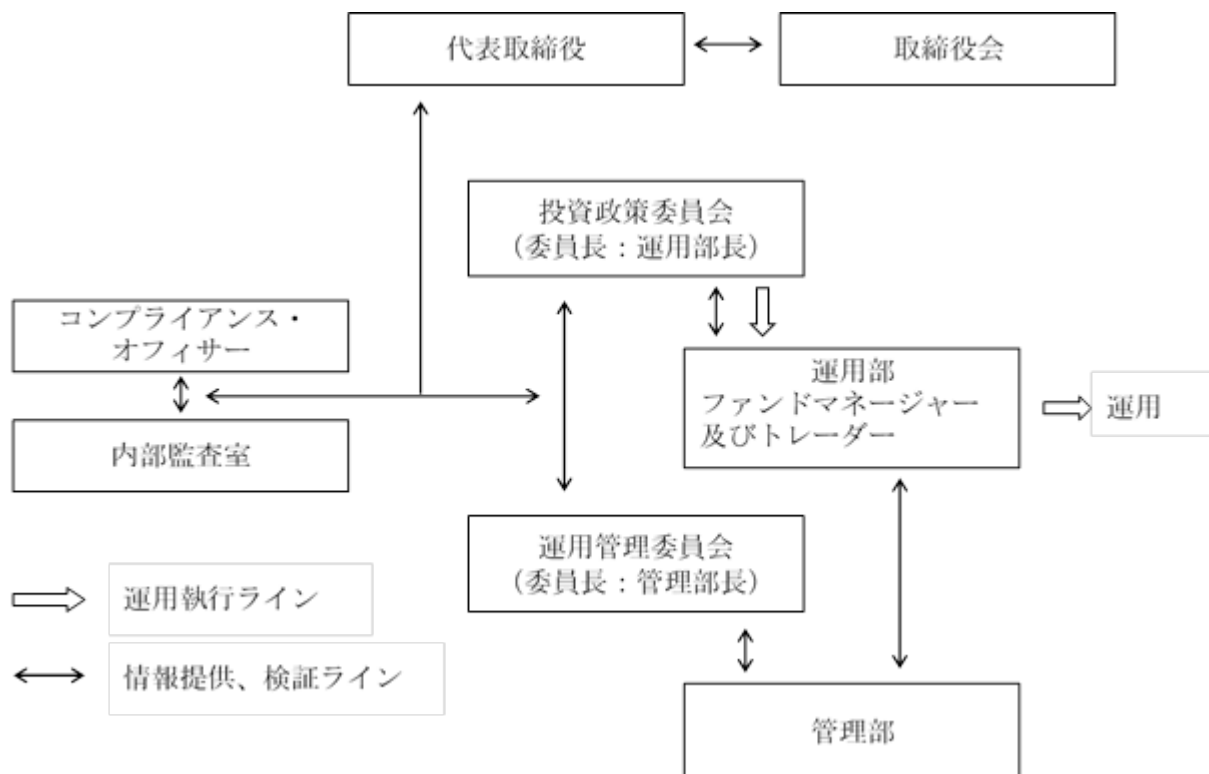 代表取締役
取締役会
投資政策委員会
(委員長:運用部長)
コンプライアンス・
オフィサー
運用部
ファンドマネージャー
及びトレーダー
運用
内部監査室
運用管理委員会
(委員長:管理部長)
運用執行ライン
情報提供、検証ライン
管理部